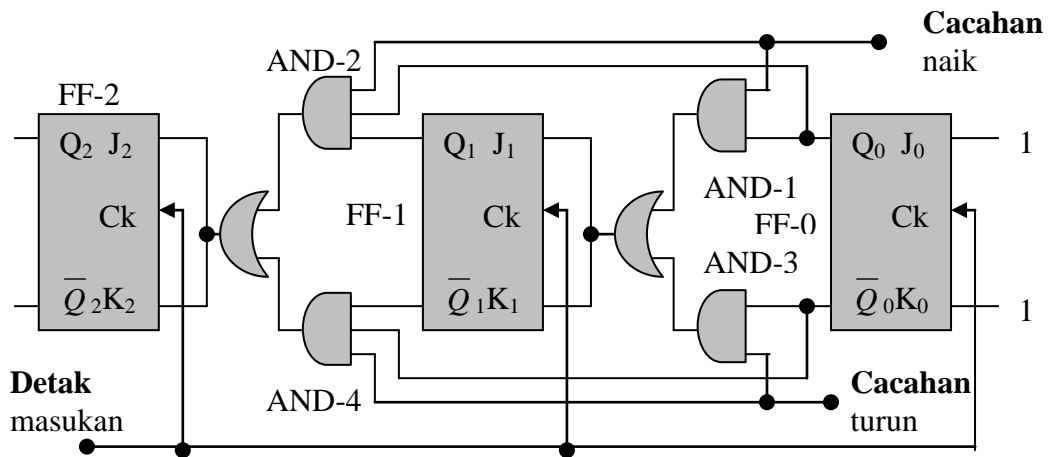 Cacahan
naik
AND-2
FF-2
Q₂ J₂
Ck
Q̅ ₂K₂
Q₁ J₁
FF-1
Ck
Q̅ ₁K₁
AND-1
FF-0
AND-3
Q₀ J₀
1
Ck
Q̅ ₀K₀
1
AND-4
Detak
masukan
Cacahan
turun